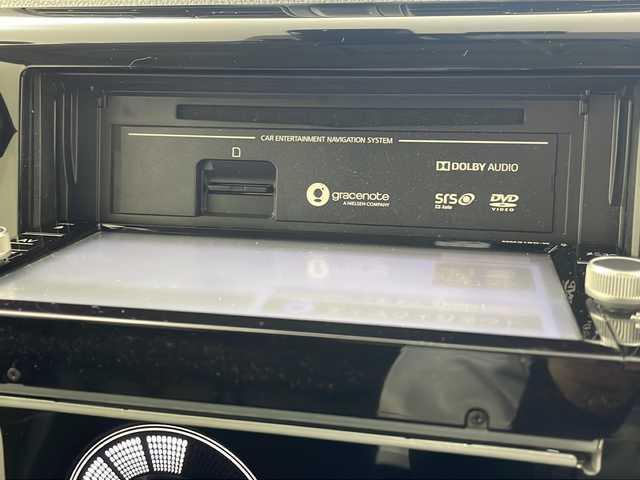 CAR ENTERTAINMENT NAVIGATION SYSTEM
DOLBY AUDIO
gracenote
A NIELSEN COMPANY
SRS
DVD
VIDEO